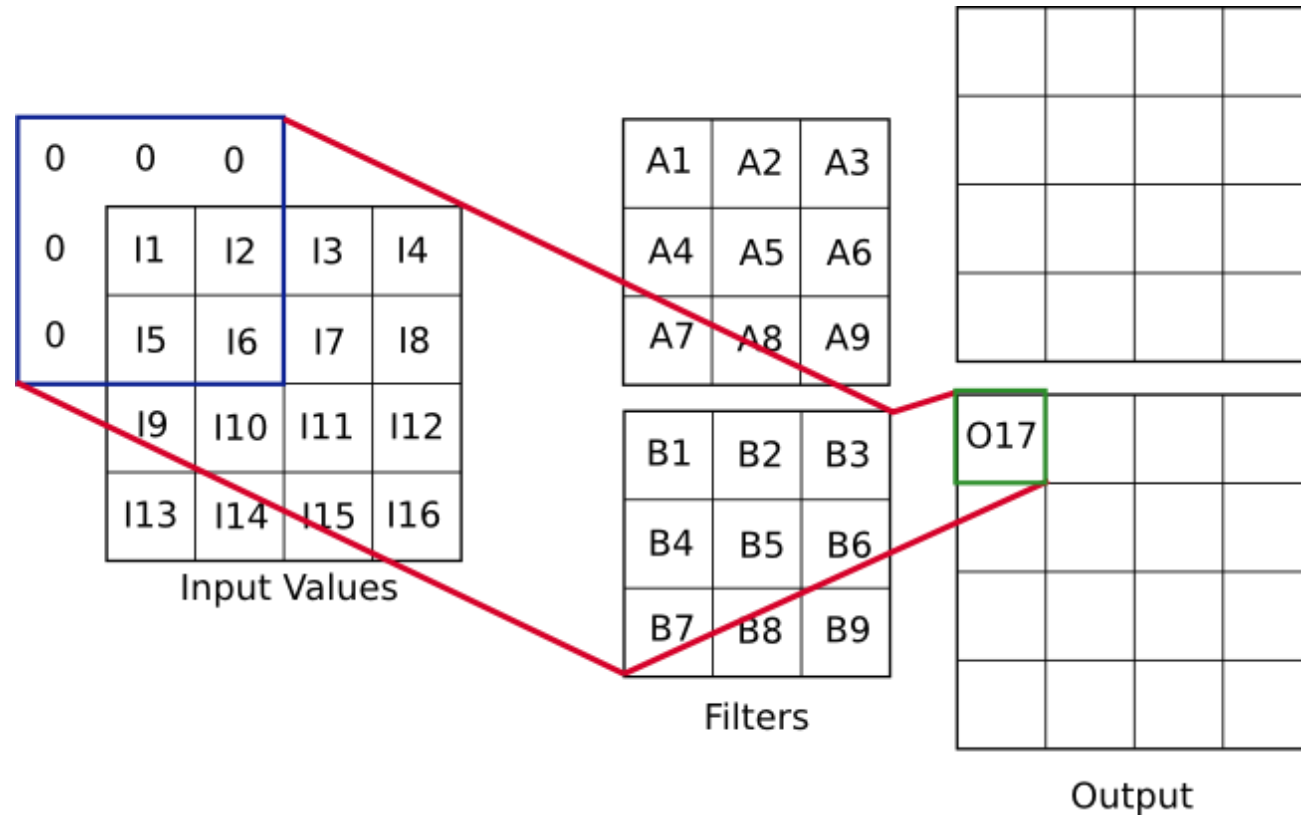 0 0 0
0 I1 I2 I3 I4
0 I5 I6 I7 I8
I9 I10 I11 I12
I13 I14 I15 I16
Input Values
A1 A2 A3
A4 A5 A6
A7 A8 A9
B1 B2 B3
B4 B5 B6
B7 B8 B9
Filters
O17
Output